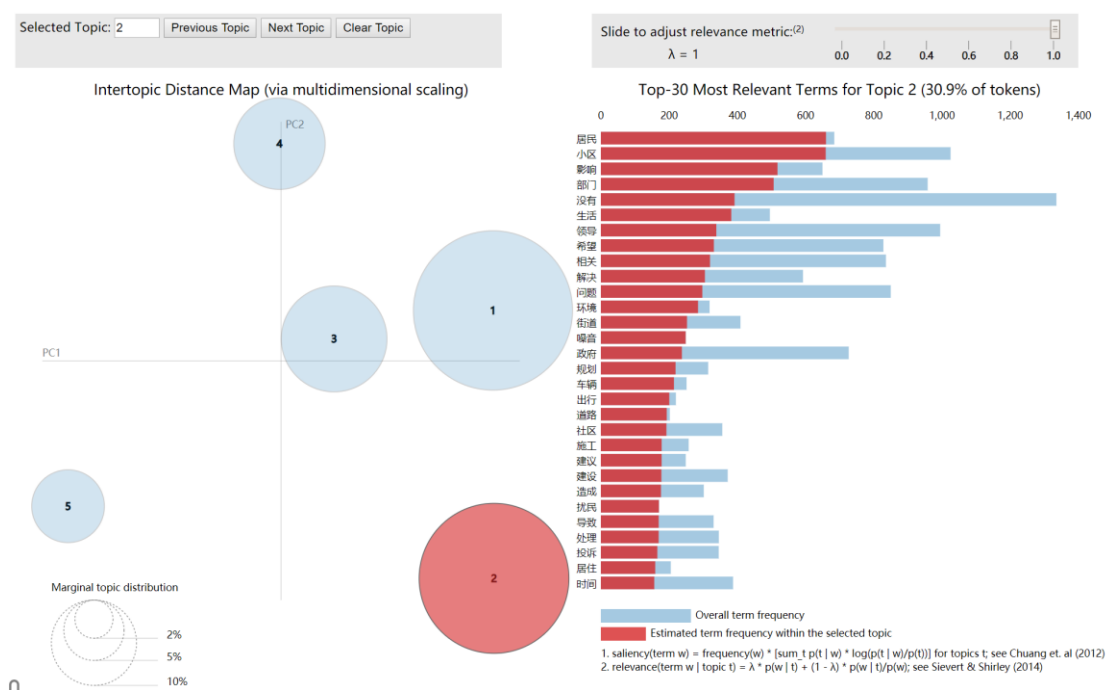 Selected Topic: 2 Previous Topic Next Topic Clear Topic
Slide to adjust relevance metric:(2)
λ = 1
0.0 0.2 0.4 0.6 0.8 1.0
Intertopic Distance Map (via multidimensional scaling)
PC2
4
1
3
PC1
5
2
Marginal topic distribution
2%
5%
10%
Top-30 Most Relevant Terms for Topic 2 (30.9% of tokens)
0 200 400 600 800 1,000 1,200 1,400
居民
小区
影响
部门
没有
生活
领导
希望
相关
解决
问题
环境
街道
噪音
政府
规划
车辆
出行
道路
社区
施工
建议
建设
造成
扰民
导致
处理
投诉
居住
时间
Overall term frequency
Estimated term frequency within the selected topic
1. saliency(term w) = frequency(w) * [sum_t p(t | w) * log(p(t | w)/p(t))] for topics t; see Chuang et. al (2012)
2. relevance(term w | topic t) = λ * p(w | t) + (1 - λ) * p(w | t)/p(w); see Sievert & Shirley (2014)